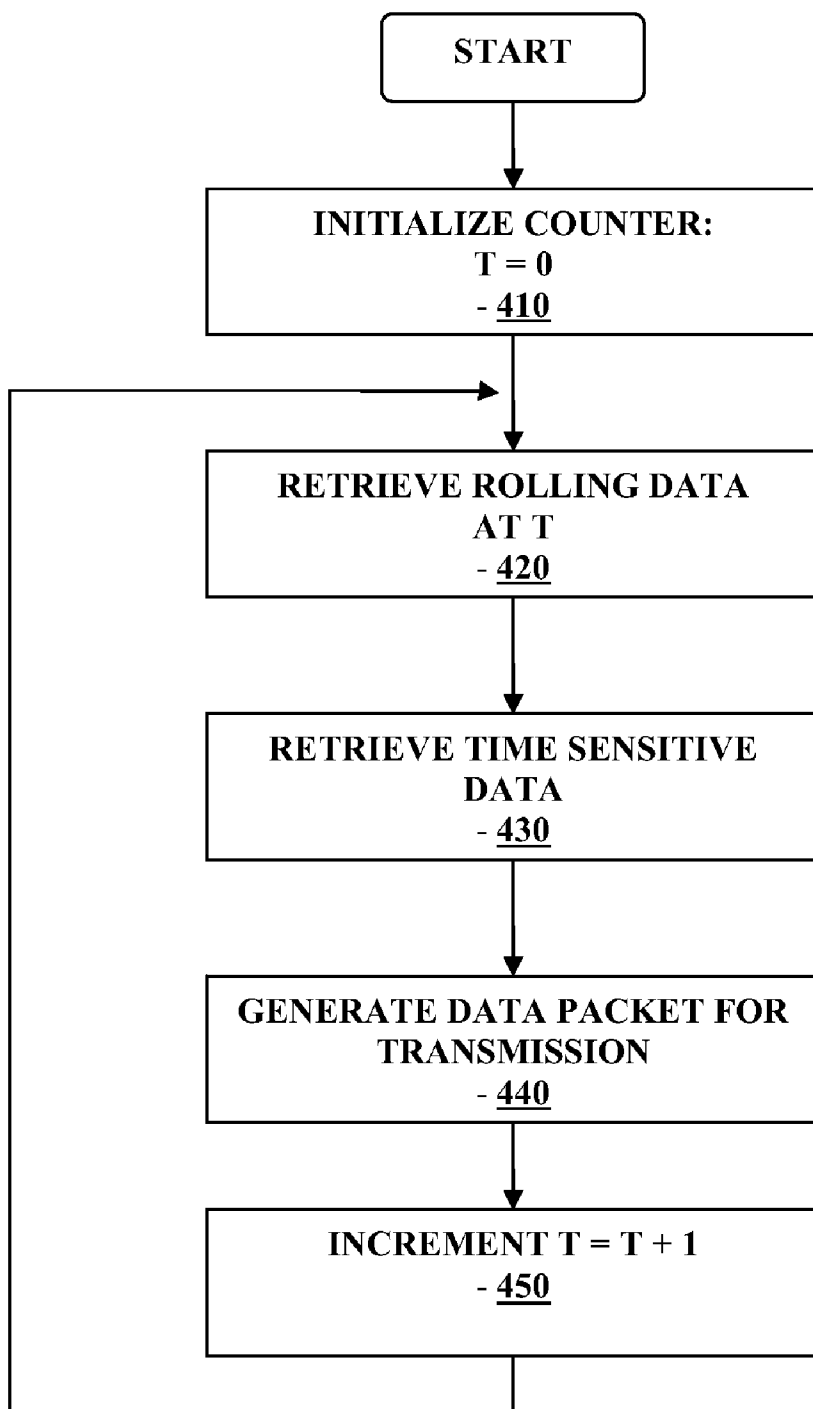 START
INITIALIZE COUNTER:
T = 0
- 410
RETRIEVE ROLLING DATA
AT T
- 420
RETRIEVE TIME SENSITIVE
DATA
- 430
GENERATE DATA PACKET FOR
TRANSMISSION
- 440
INCREMENT T = T + 1
- 450